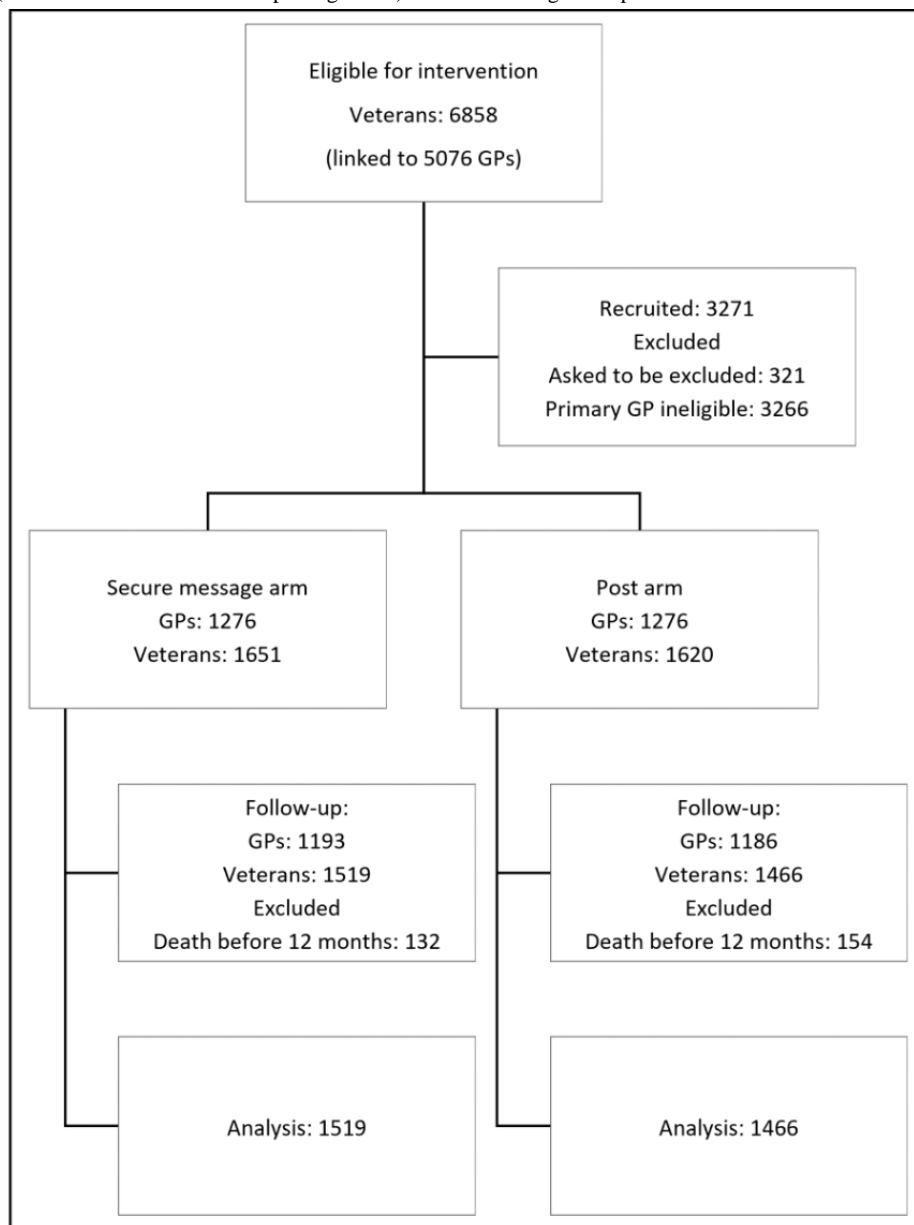 Eligible for intervention
Veterans: 6858
(linked to 5076 GPs)
Recruited: 3271
Excluded
Asked to be excluded: 321
Primary GP ineligible: 3266
Secure message arm
GPs: 1276
Veterans: 1651
Post arm
GPs: 1276
Veterans: 1620
Follow-up:
GPs: 1193
Veterans: 1519
Excluded
Death before 12 months: 132
Follow-up:
GPs: 1186
Veterans: 1466
Excluded
Death before 12 months: 154
Analysis: 1519
Analysis: 1466